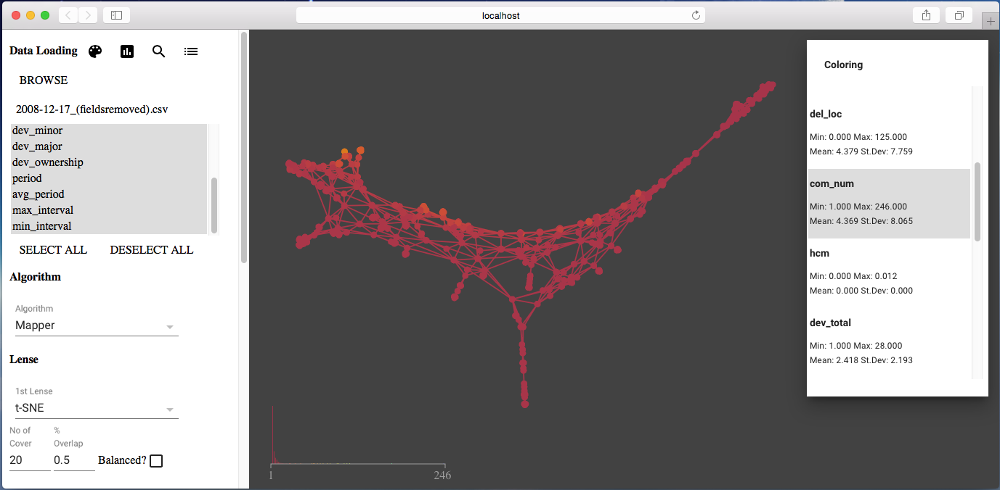 localhost
Data Loading
BROWSE
2008-12-17_(fieldsremoved).csv
dev_minor
dev_major
dev_ownership
period
avg_period
max_interval
min_interval
SELECT ALL DESELECT ALL
Algorithm
Algorithm
Mapper
Lense
1st Lense
t-SNE
No of %
Cover Overlap
20 0.5 Balanced?
1 246
Coloring
del_loc
Min: 0.000 Max: 125.000
Mean: 4.379 St.Dev: 7.759
com_num
Min: 1.000 Max: 246.000
Mean: 4.369 St.Dev: 8.065
hcm
Min: 0.000 Max: 0.012
Mean: 0.000 St.Dev: 0.000
dev_total
Min: 1.000 Max: 28.000
Mean: 2.418 St.Dev: 2.193